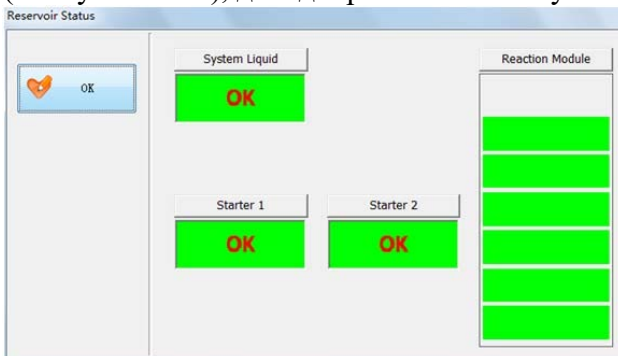 Reservoir Status
OK
System Liquid
OK
Reaction Module
Starter 1
Starter 2
OK
OK